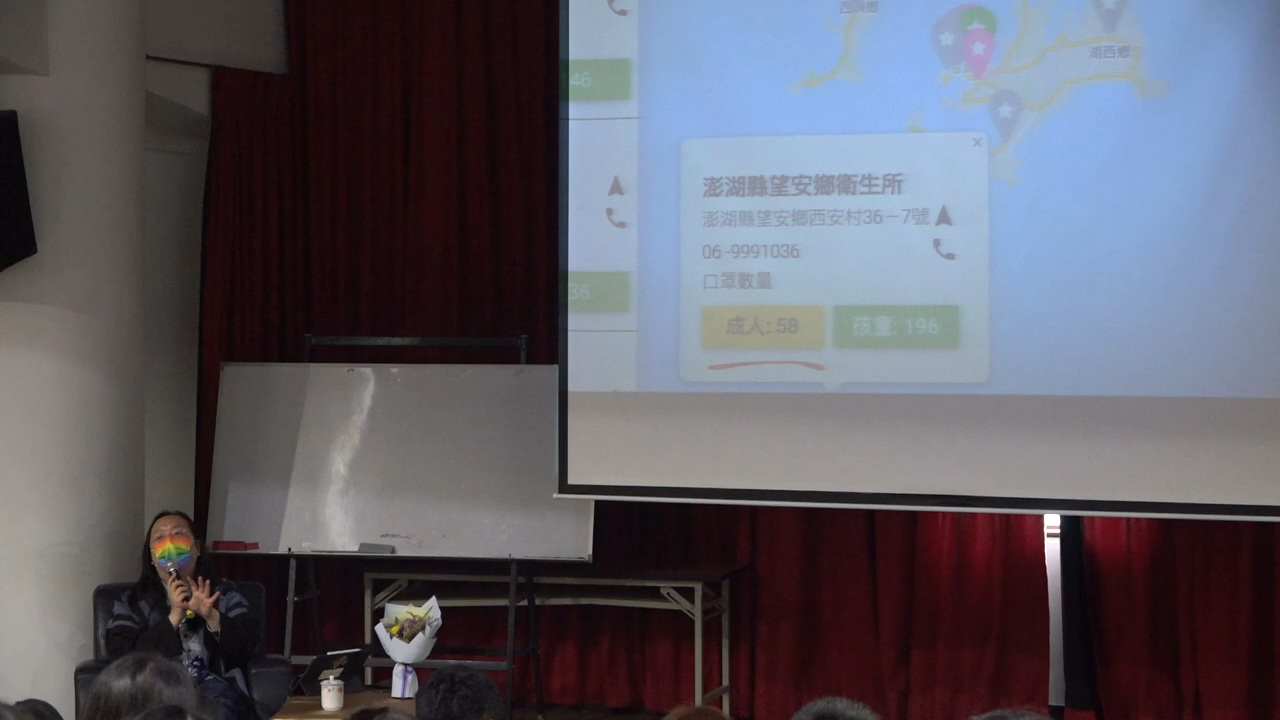 46
湖西鄉
澎湖縣望安鄉衛生所
澎湖縣望安鄉西安村36－7號
06 -9991036
口罩數量
成人: 58
孩童: 196